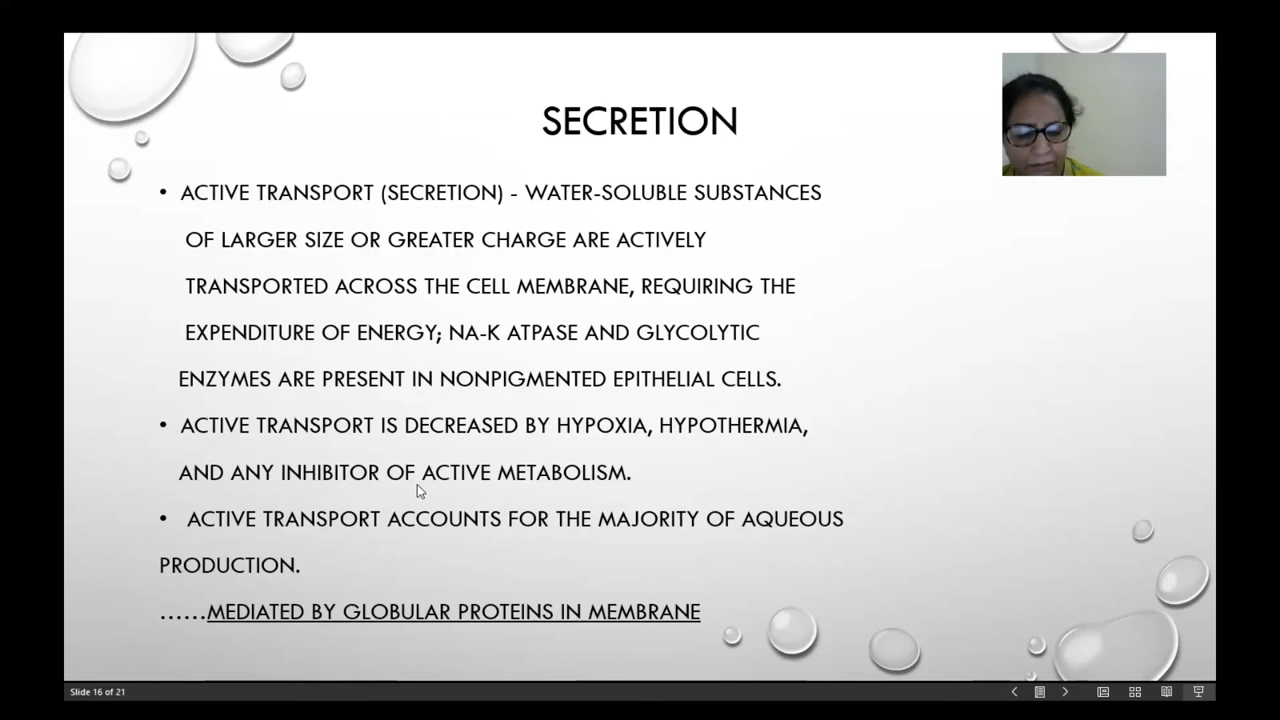 SECRETION
• ACTIVE TRANSPORT (SECRETION) - WATER-SOLUBLE SUBSTANCES
OF LARGER SIZE OR GREATER CHARGE ARE ACTIVELY
TRANSPORTED ACROSS THE CELL MEMBRANE, REQUIRING THE
EXPENDITURE OF ENERGY; NA-K ATPASE AND GLYCOLYTIC
ENZYMES ARE PRESENT IN NONPIGMENTED EPITHELIAL CELLS.
• ACTIVE TRANSPORT IS DECREASED BY HYPOXIA, HYPOTHERMIA,
AND ANY INHIBITOR OF ACTIVE METABOLISM.
• ACTIVE TRANSPORT ACCOUNTS FOR THE MAJORITY OF AQUEOUS
PRODUCTION.
......MEDIATED BY GLOBULAR PROTEINS IN MEMBRANE
Slide 16 of 21